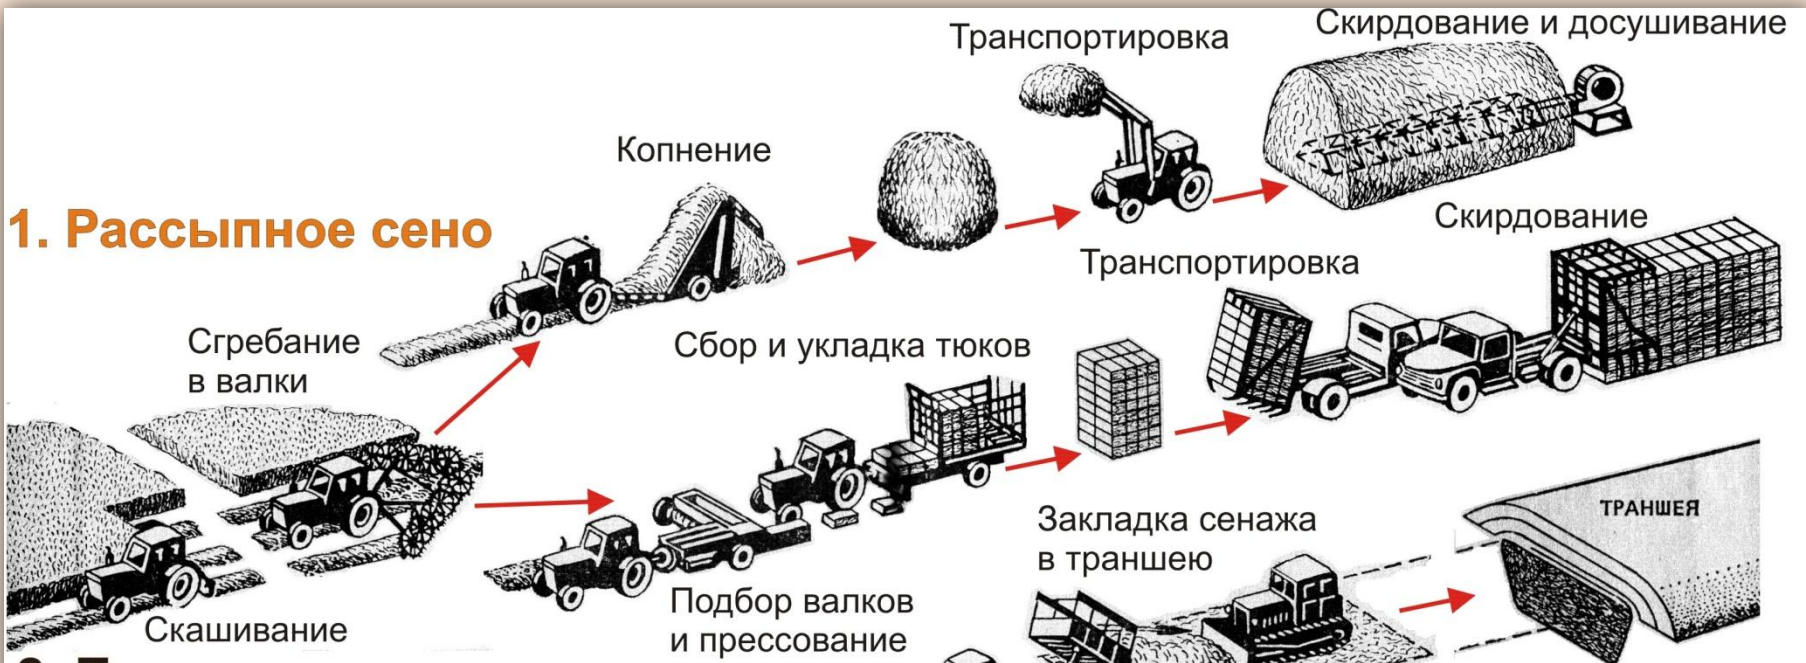 Скирдование и досушивание
Транспортировка
Копнение
1. Рассыпное сено
Скирдование
Транспортировка
Сгребание
в валки
Сбор и укладка тюков
Закладка сенажа
в траншею
ТРАНШЕЯ
Подбор валков
и прессование
Скашивание